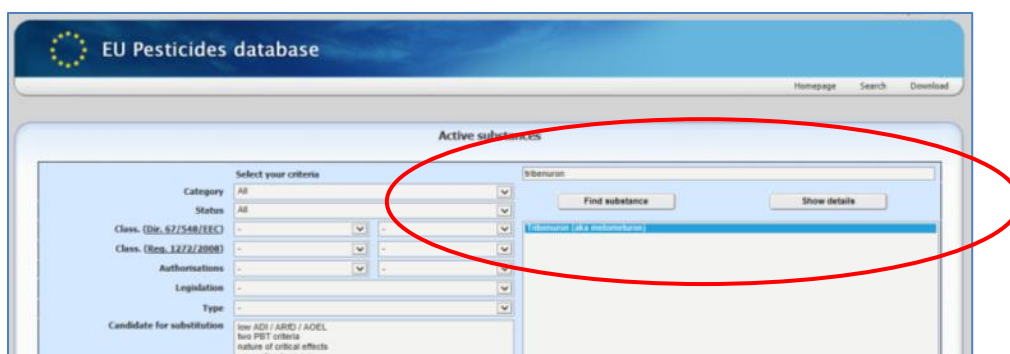 EU Pesticides database
Homepage Search Download
Active substances
Select your criteria
tribenuron
Category All
Find substance Show details
Status All
Class. (Dir. 67/548/EEC) - -
Tribenuron (aka metometuron)
Class. (Reg. 1272/2008) - -
Authorisations - -
Legislation -
Type -
Candidate for substitution low ADI / ARfD / AOEL
two PBT criteria
nature of critical effects